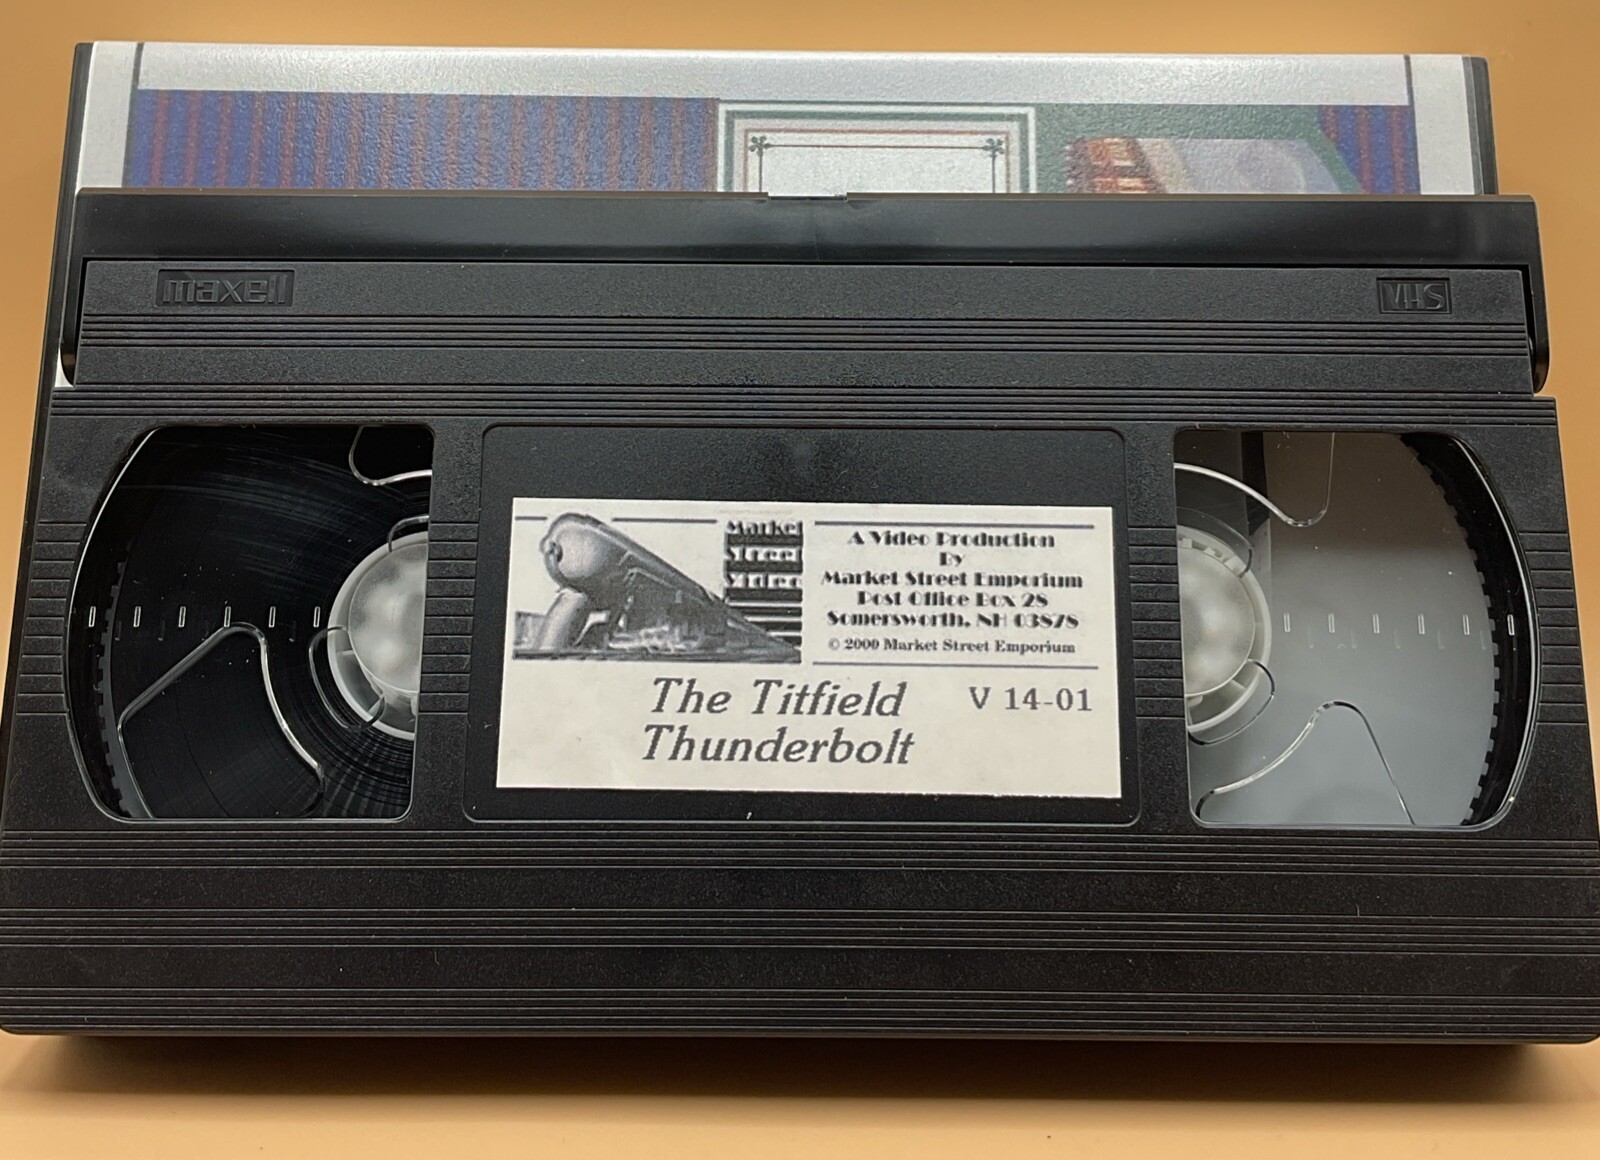 maxell
VHS
Market
Street
Video
A Video Production
By
Market Street Emporium
Post Office Box 28
Somersworth, NH 03878
© 2000 Market Street Emporium
The Titfield
Thunderbolt
V 14-01